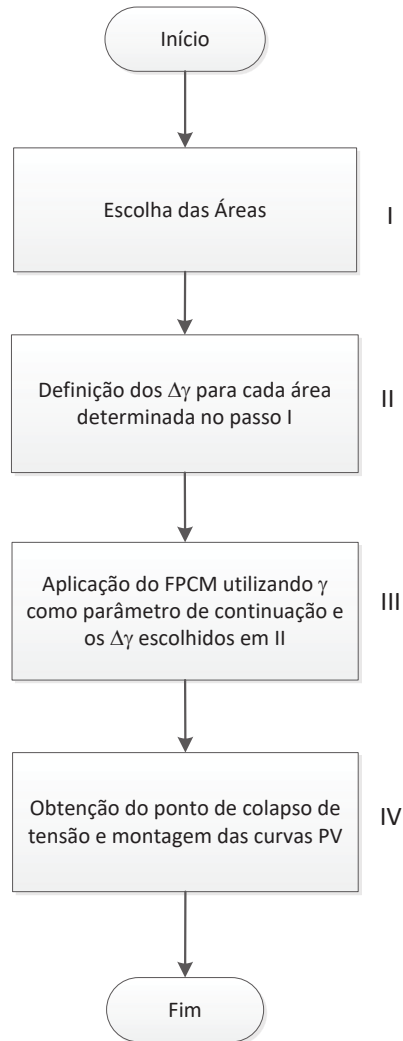 Início
Escolha das Áreas
I
Definição dos Δγ para cada área
determinada no passo I
II
Aplicação do FPCM utilizando γ
como parâmetro de continuação e
os Δγ escolhidos em II
III
Obtenção do ponto de colapso de
tensão e montagem das curvas PV
IV
Fim